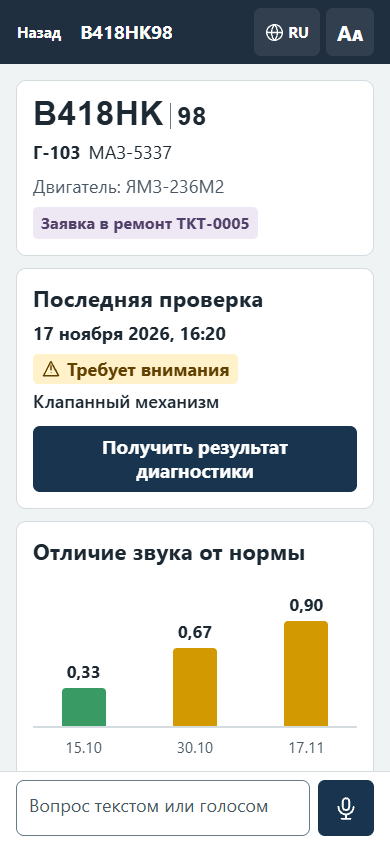 Назад В418НК98 RU Aa
В418НК 98
Г-103 МАЗ-5337
Двигатель: ЯМЗ-236М2
Заявка в ремонт ТКТ-0005
Последняя проверка
17 ноября 2026, 16:20
Требует внимания
Клапанный механизм
Получить результат
диагностики
Отличие звука от нормы
0,33 0,67 0,90
15.10 30.10 17.11
Вопрос текстом или голосом